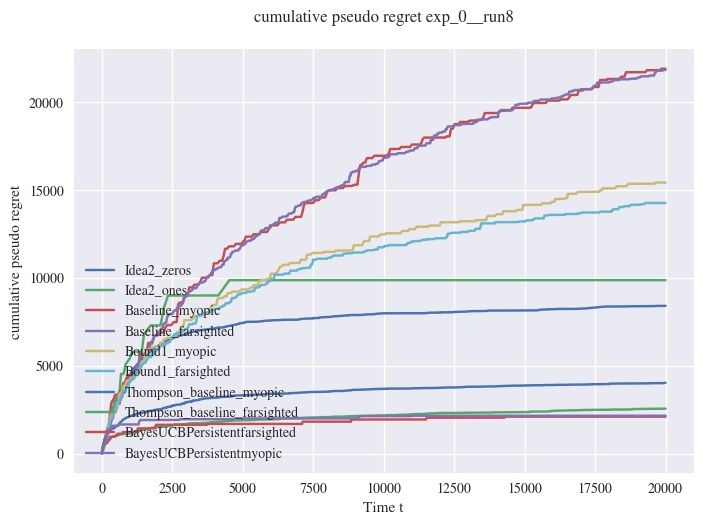 cumulative pseudo regret exp_0__run8
cumulative pseudo regret
20000
15000
10000
5000
0
Idea2_zeros
Idea2_ones
Baseline_myopic
Baseline_farsighted
Bound1_myopic
Bound1_farsighted
Thompson_baseline_myopic
Thompson_baseline_farsighted
BayesUCBPersistentfarsighted
BayesUCBPersistentmyopic
0 2500 5000 7500 10000 12500 15000 17500 20000
Time t